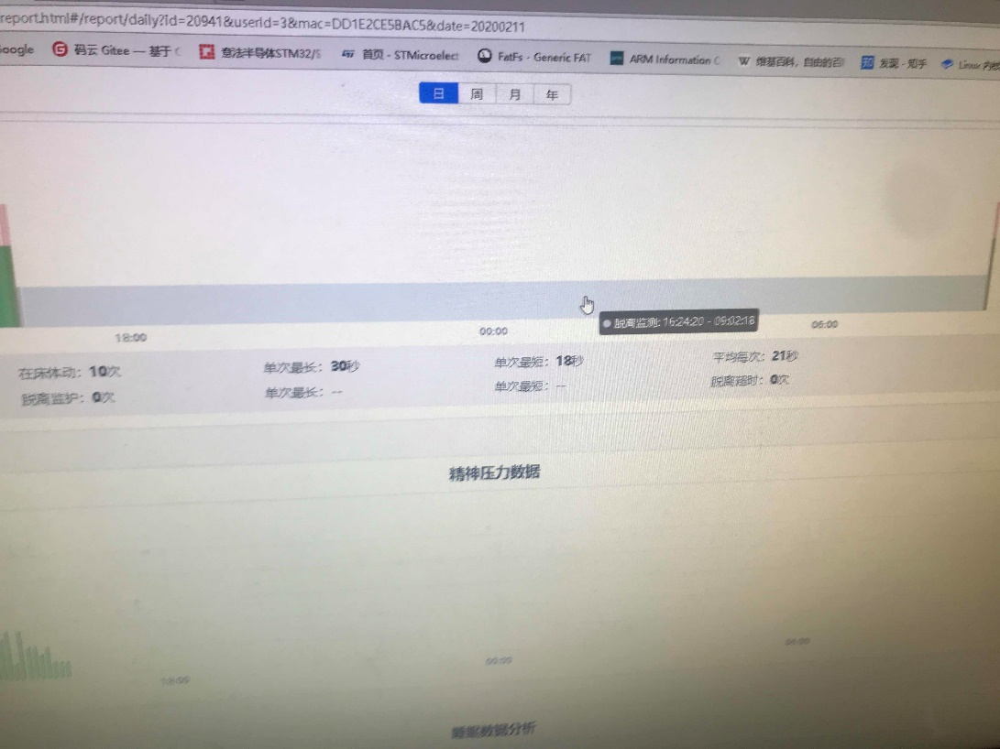 report.html#/report/daily?id=20941&userId=3&mac=DD1E2CE5BAC5&date=20200211
oogle 码云 Gitee — 基于 意法半导体STM32/S 首页 - STMicroelect FatFs - Generic FAT ARM Information C 维基百科，自由的百 发现 - 知乎 Linux 内核
日 周 月 年
脱离监测: 16:24:20 - 09:02:18
18:00 00:00 06:00
在床体动：10次 单次最长：30秒 单次最短：18秒 平均每次：21秒
脱离监护：0次 单次最长：-- 单次最短：-- 脱离超时：0次
精神压力数据
18:00 00:00 06:00
睡眠数据分析